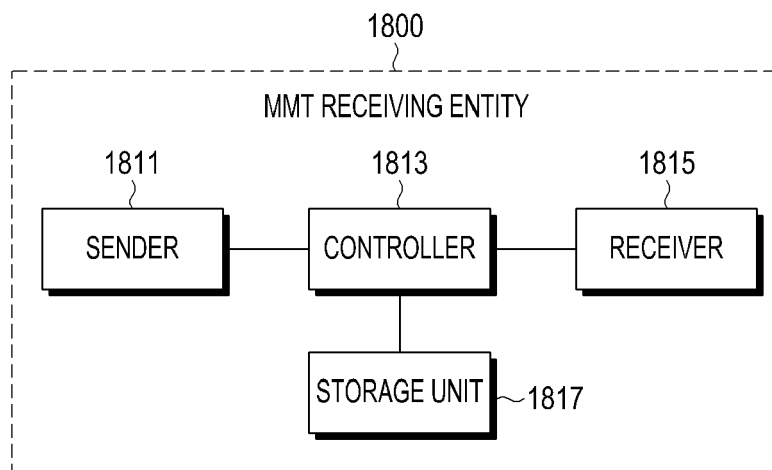 1800
MMT RECEIVING ENTITY
1811
1813
1815
SENDER
CONTROLLER
RECEIVER
STORAGE UNIT
1817